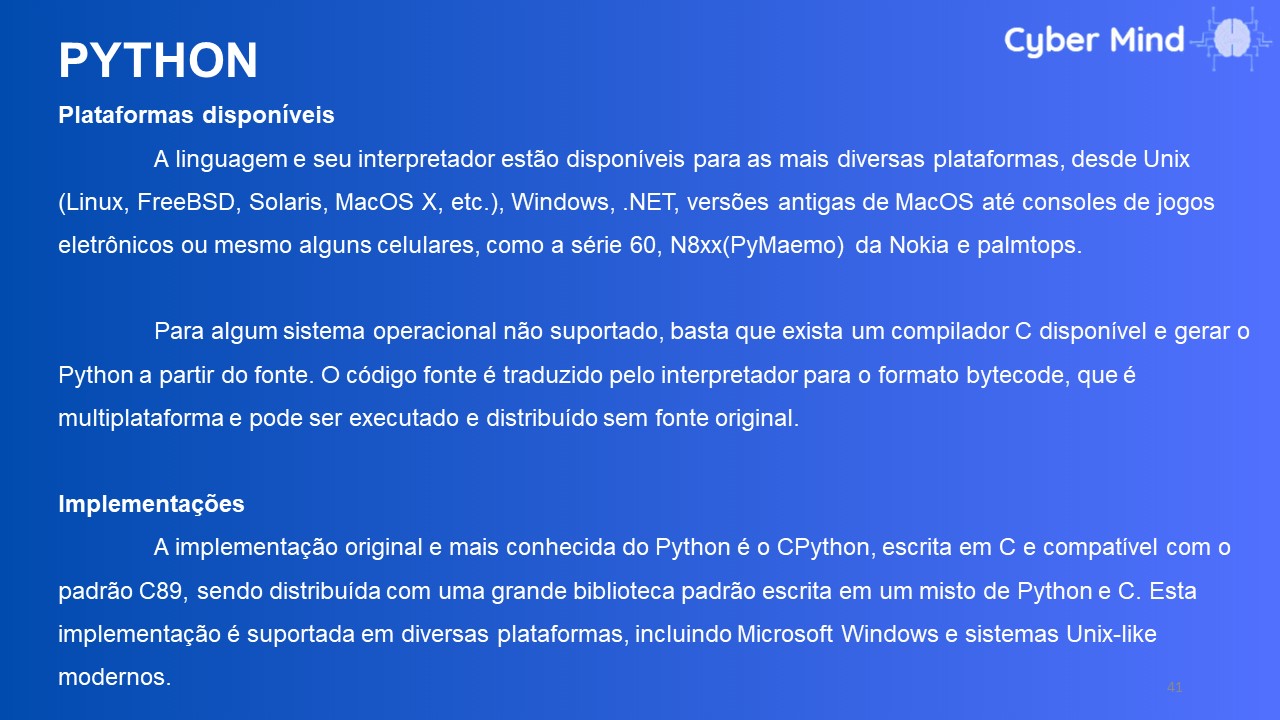 Cyber Mind
PYTHON
Plataformas disponíveis
A linguagem e seu interpretador estão disponíveis para as mais diversas plataformas, desde Unix
(Linux, FreeBSD, Solaris, MacOS X, etc.), Windows, .NET, versões antigas de MacOS até consoles de jogos
eletrônicos ou mesmo alguns celulares, como a série 60, N8xx(PyMaemo) da Nokia e palmtops.
Para algum sistema operacional não suportado, basta que exista um compilador C disponível e gerar o
Python a partir do fonte. O código fonte é traduzido pelo interpretador para o formato bytecode, que é
multiplataforma e pode ser executado e distribuído sem fonte original.
Implementações
A implementação original e mais conhecida do Python é o CPython, escrita em C e compatível com o
padrão C89, sendo distribuída com uma grande biblioteca padrão escrita em um misto de Python e C. Esta
implementação é suportada em diversas plataformas, incluindo Microsoft Windows e sistemas Unix-like
modernos.
41